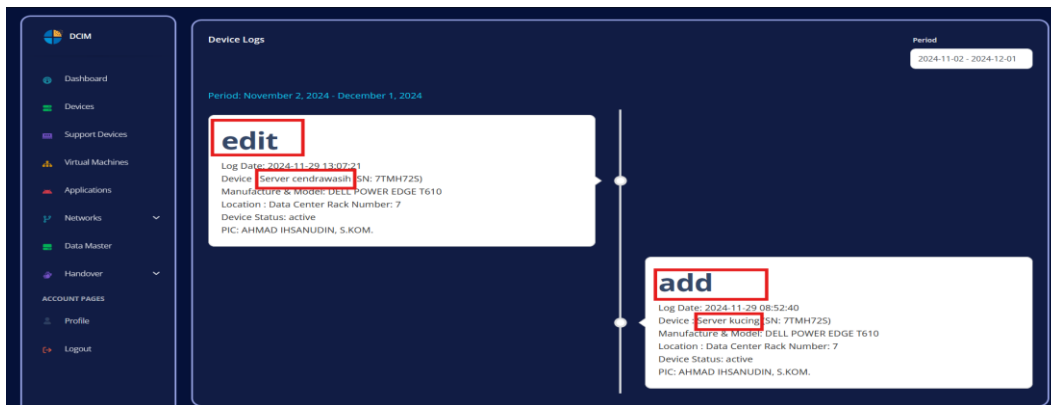 DCIM
Dashboard
Devices
Support Devices
Virtual Machines
Applications
Networks
Data Master
Handover
ACCOUNT PAGES
Profile
Logout
Device Logs
Period
2024-11-02 - 2024-12-01
Period: November 2, 2024 - December 1, 2024
edit
Log Date: 2024-11-29 13:07:21
Device : Server cendrawasih (SN: 7TMH72S)
Manufacture & Model: DELL POWER EDGE T610
Location : Data Center Rack Number: 7
Device Status: active
PIC: AHMAD IHSANUDIN, S.KOM.
add
Log Date: 2024-11-29 08:52:40
Device : Server kucing (SN: 7TMH72S)
Manufacture & Model: DELL POWER EDGE T610
Location : Data Center Rack Number: 7
Device Status: active
PIC: AHMAD IHSANUDIN, S.KOM.